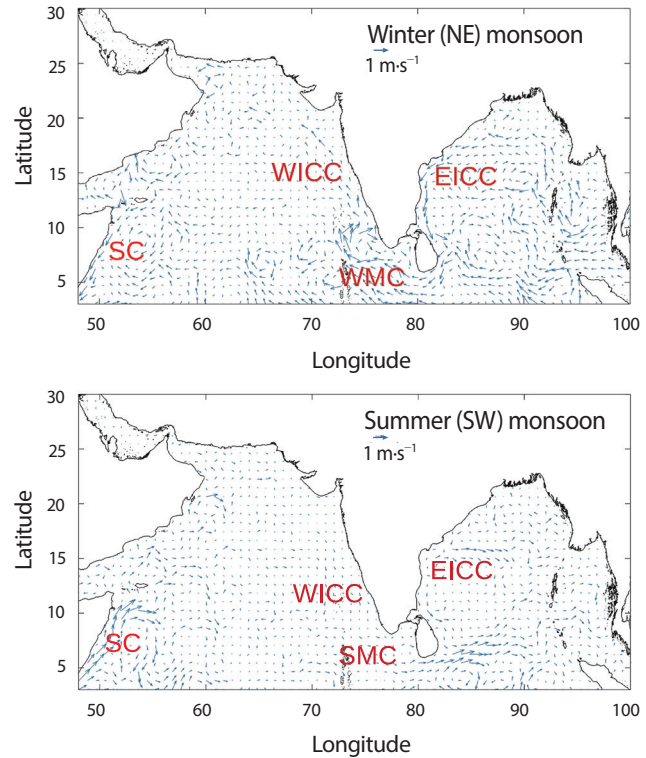 30
Winter (NE) monsoon
1 m·s⁻¹
25
20
Latitude
15
WICC
EICC
10
SC
5
WMC
50
60
70
80
90
100
Longitude
30
Summer (SW) monsoon
1 m·s⁻¹
25
20
Latitude
15
EICC
WICC
10
SC
SMC
5
50
60
70
80
90
100
Longitude